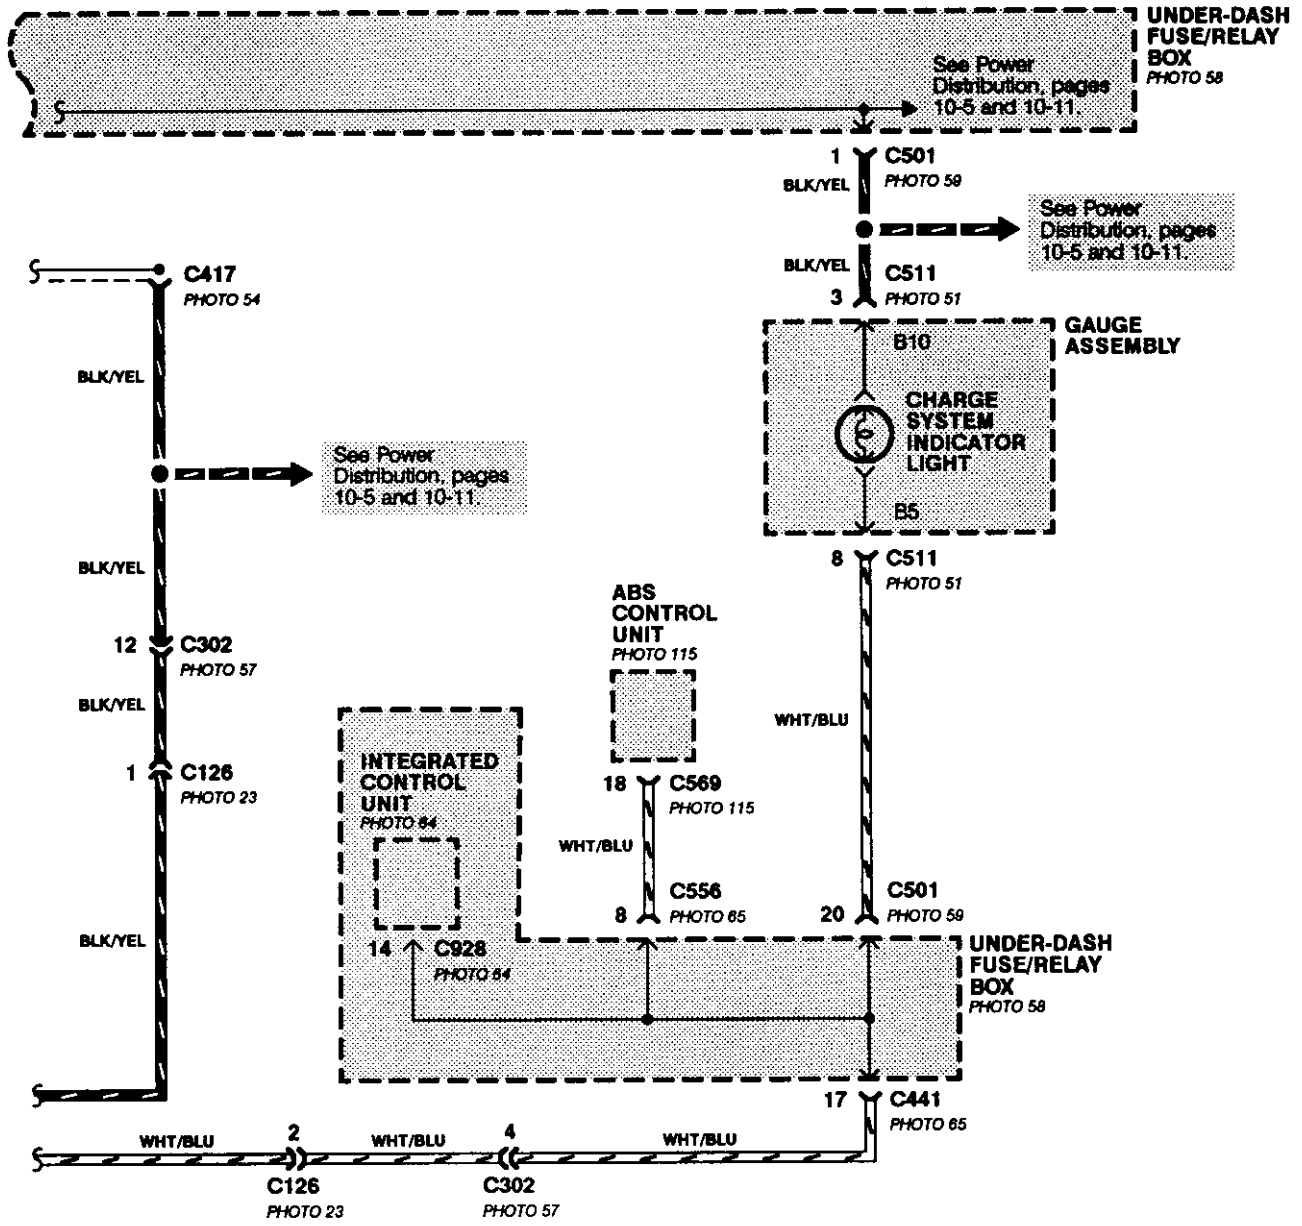 UNDER-DASH
FUSE/RELAY
BOX
PHOTO 58
See Power
Distribution, pages
10-5 and 10-11.
1
C501
PHOTO 59
BLK/YEL
See Power
Distribution, pages
10-5 and 10-11.
BLK/YEL
C511
3
PHOTO 51
C417
PHOTO 54
GAUGE
ASSEMBLY
B10
CHARGE
SYSTEM
INDICATOR
LIGHT
B5
BLK/YEL
See Power
Distribution, pages
10-5 and 10-11.
8
C511
PHOTO 51
BLK/YEL
ABS
CONTROL
UNIT
PHOTO 115
12
C302
PHOTO 57
BLK/YEL
WHT/BLU
1
C126
PHOTO 23
INTEGRATED
CONTROL
UNIT
PHOTO 64
18
C569
PHOTO 115
WHT/BLU
C556
8
PHOTO 65
C501
20
PHOTO 59
BLK/YEL
14
C928
PHOTO 64
UNDER-DASH
FUSE/RELAY
BOX
PHOTO 58
17
C441
PHOTO 65
WHT/BLU
2
WHT/BLU
4
WHT/BLU
C126
PHOTO 23
C302
PHOTO 57